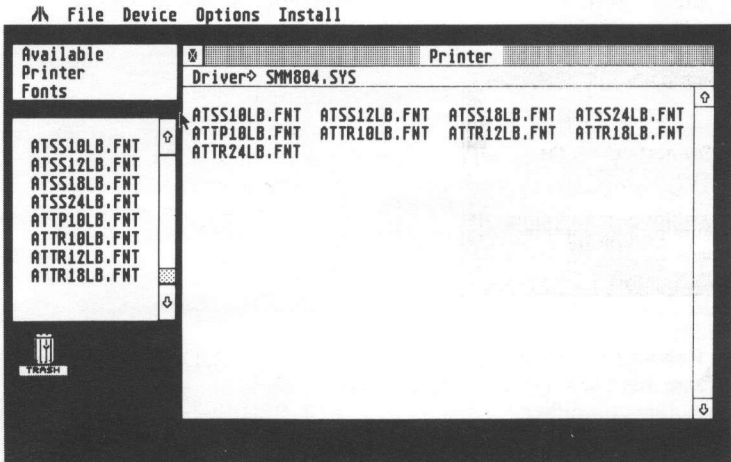 File Device Options Install
Available
Printer
Fonts
ATSS10LB.FNT
ATSS12LB.FNT
ATSS18LB.FNT
ATSS24LB.FNT
ATTP10LB.FNT
ATTR10LB.FNT
ATTR12LB.FNT
ATTR18LB.FNT
TRASH
Printer
Driver◇ SMM804.SYS
ATSS10LB.FNT ATSS12LB.FNT ATSS18LB.FNT ATSS24LB.FNT
ATTP10LB.FNT ATTR10LB.FNT ATTR12LB.FNT ATTR18LB.FNT
ATTR24LB.FNT